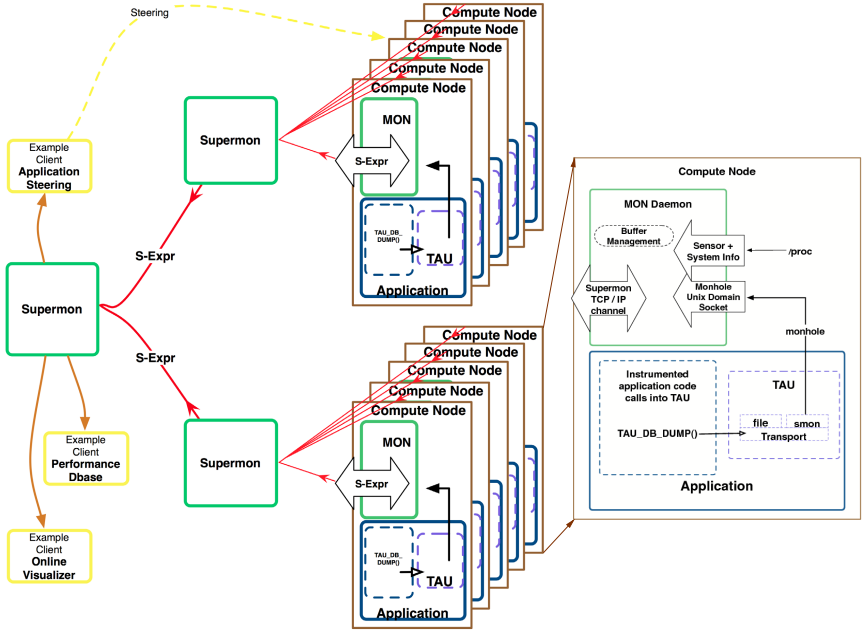 Steering
Compute Node
Compute Node
Compute Node
Compute Node
Compute Node
MON
S-Expr
TAU_DB_
DUMP()
TAU
Application
Supermon
Example
Client
Application
Steering
S-Expr
Supermon
S-Expr
Example
Client
Performance
Dbase
Example
Client
Online
Visualizer
Supermon
Compute Node
Compute Node
Compute Node
Compute Node
Compute Node
MON
S-Expr
TAU_DB_
DUMP()
TAU
Application
Compute Node
MON Daemon
Buffer
Management
Sensor +
System Info
/proc
Supermon
TCP / IP
channel
Monhole
Unix Domain
Socket
monhole
Instrumented
application code
calls into TAU
TAU_DB_DUMP()
TAU
file
smon
Transport
Application